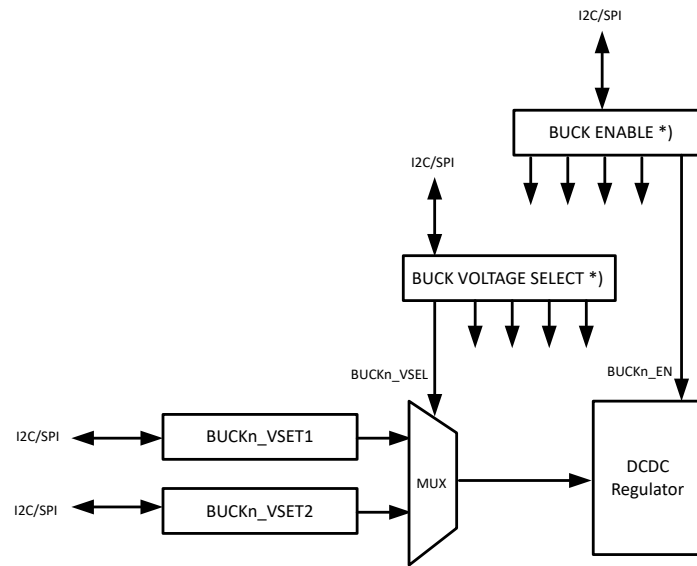 I2C/SPI
BUCK ENABLE *)
I2C/SPI
BUCK VOLTAGE SELECT *)
BUCKn_VSEL
BUCKn_EN
I2C/SPI
BUCKn_VSET1
MUX
DCDC
Regulator
I2C/SPI
BUCKn_VSET2